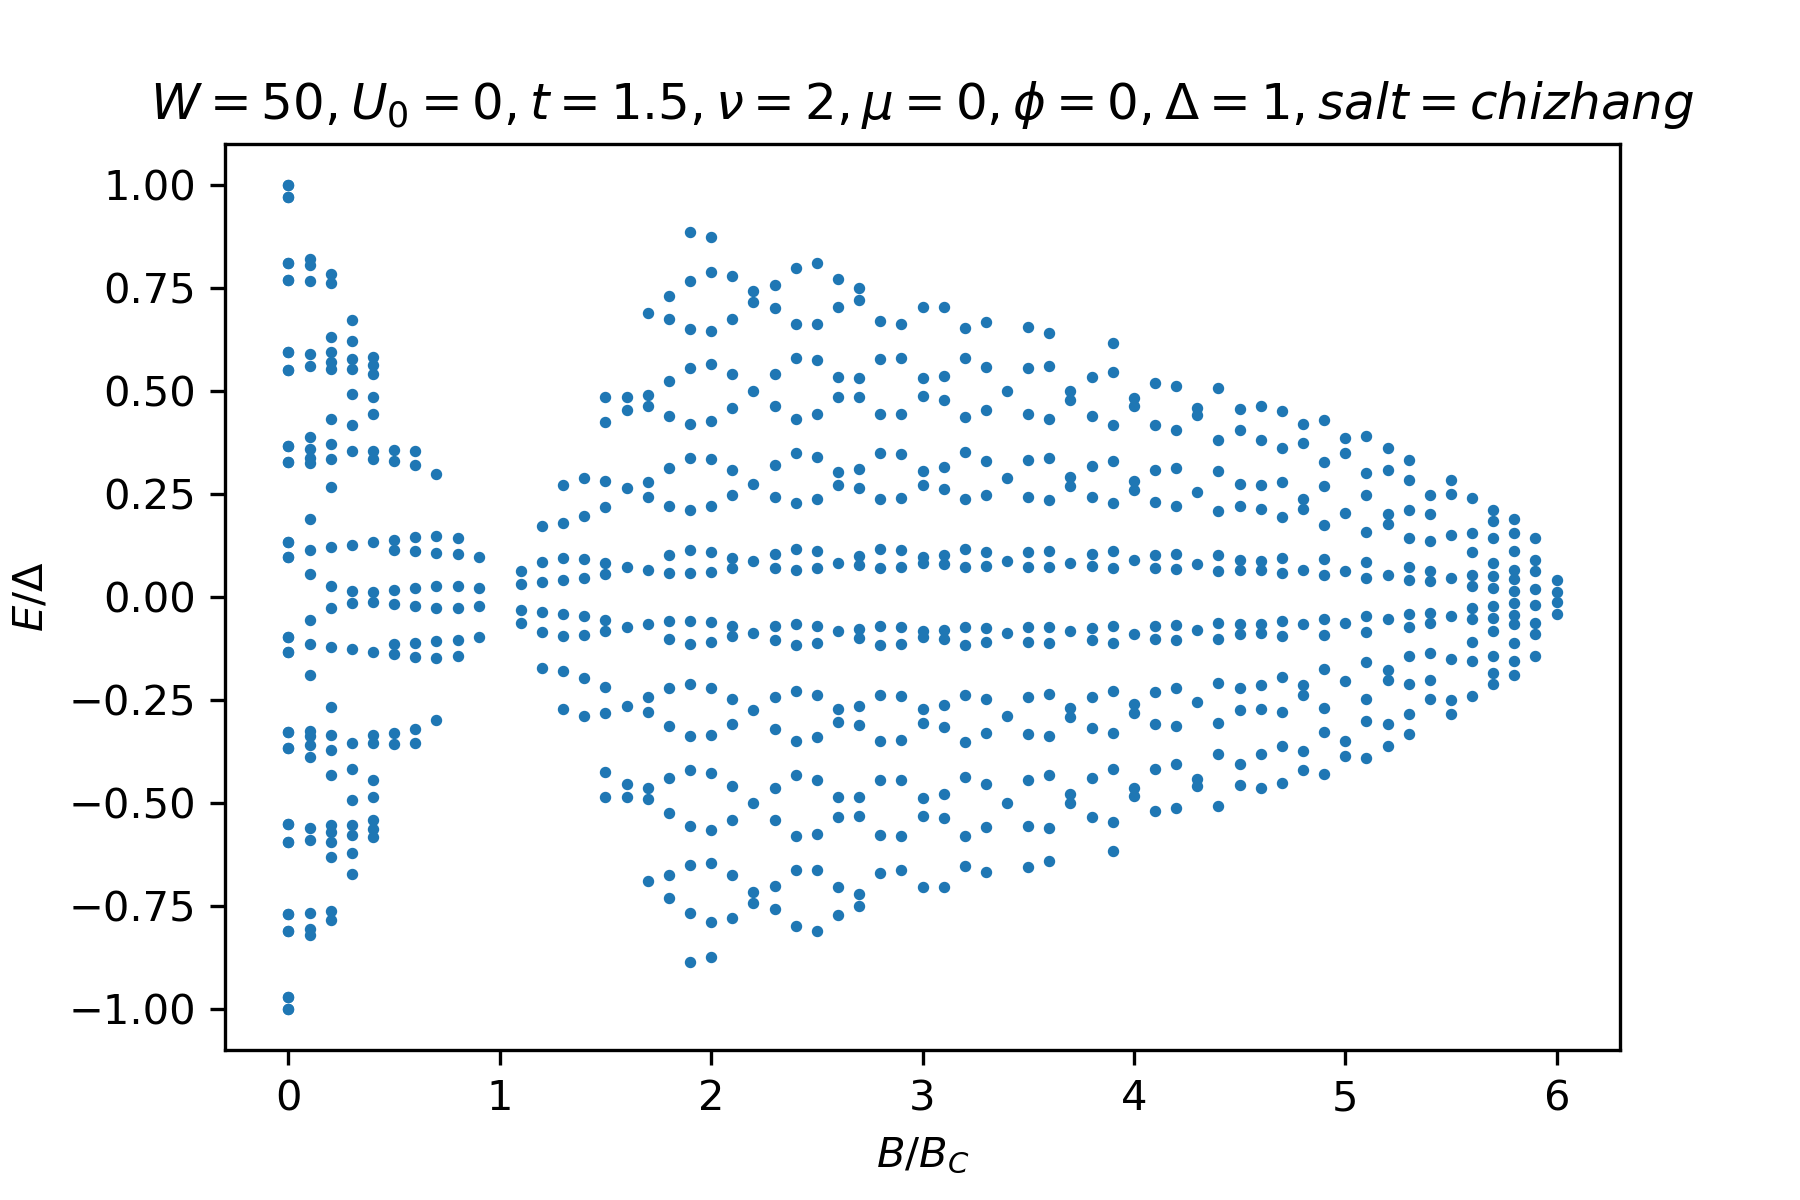 W = 50, U₀ = 0, t = 1.5, ν = 2, μ = 0, ϕ = 0, Δ = 1, salt = chizhang
1.00
0.75
0.50
0.25
0.00
−0.25
−0.50
−0.75
−1.00
E/Δ
0 1 2 3 4 5 6
B/B_C